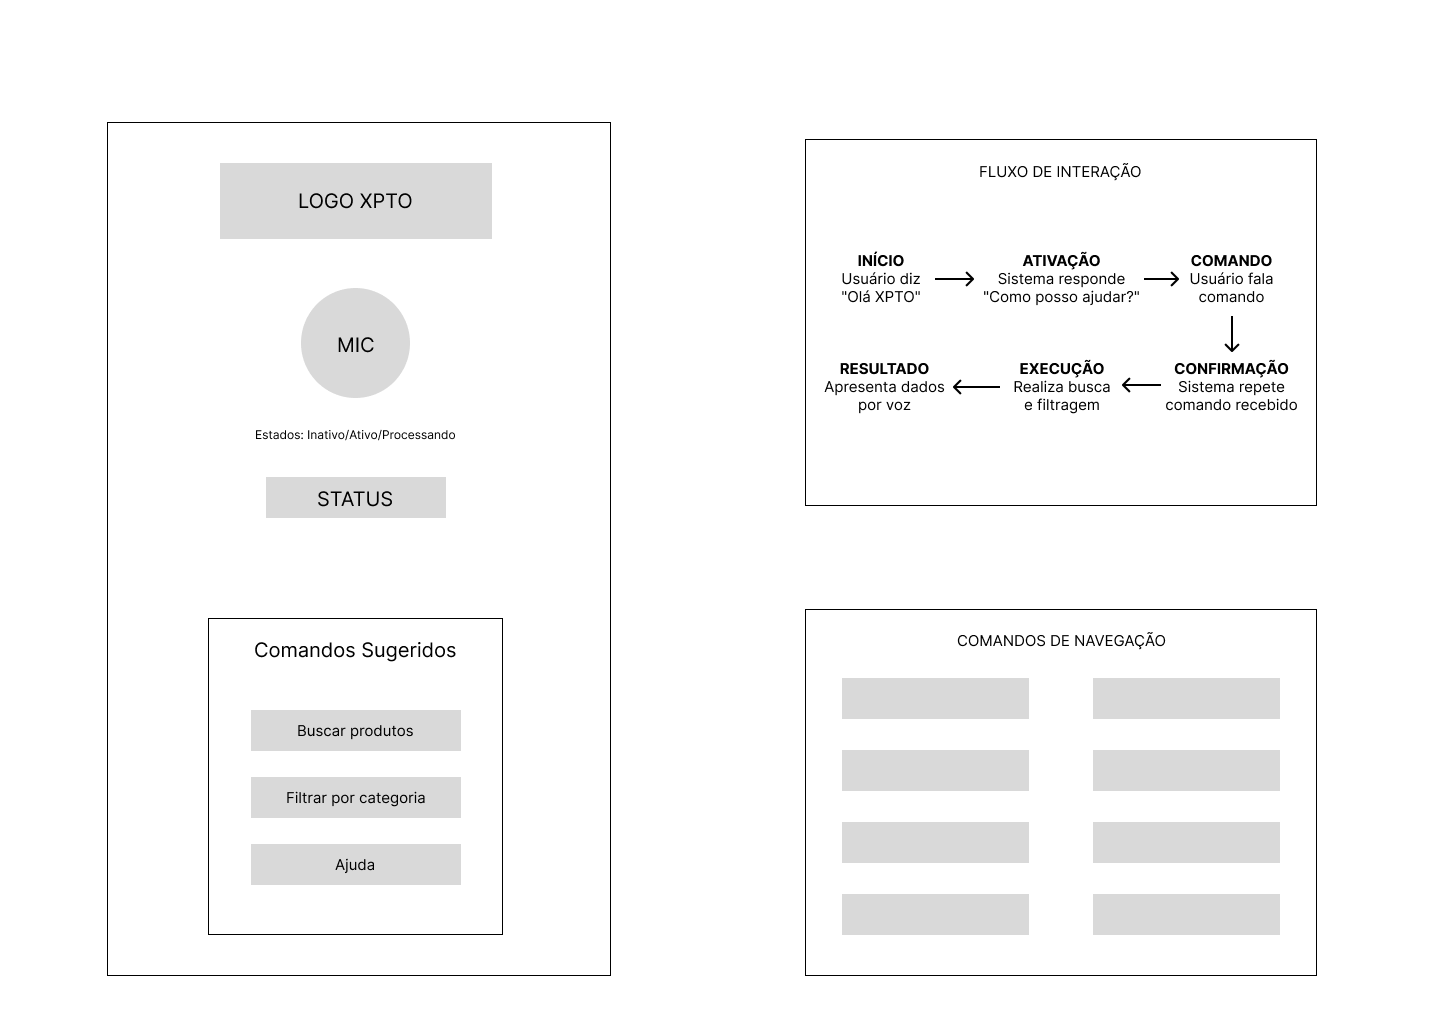 LOGO XPTO
MIC
Estados: Inativo/Ativo/Processando
STATUS
Comandos Sugeridos
Buscar produtos
Filtrar por categoria
Ajuda
FLUXO DE INTERAÇÃO
INÍCIO
Usuário diz
"Olá XPTO"
ATIVAÇÃO
Sistema responde
"Como posso ajudar?"
COMANDO
Usuário fala
comando
CONFIRMAÇÃO
Sistema repete
comando recebido
EXECUÇÃO
Realiza busca
e filtragem
RESULTADO
Apresenta dados
por voz
COMANDOS DE NAVEGAÇÃO